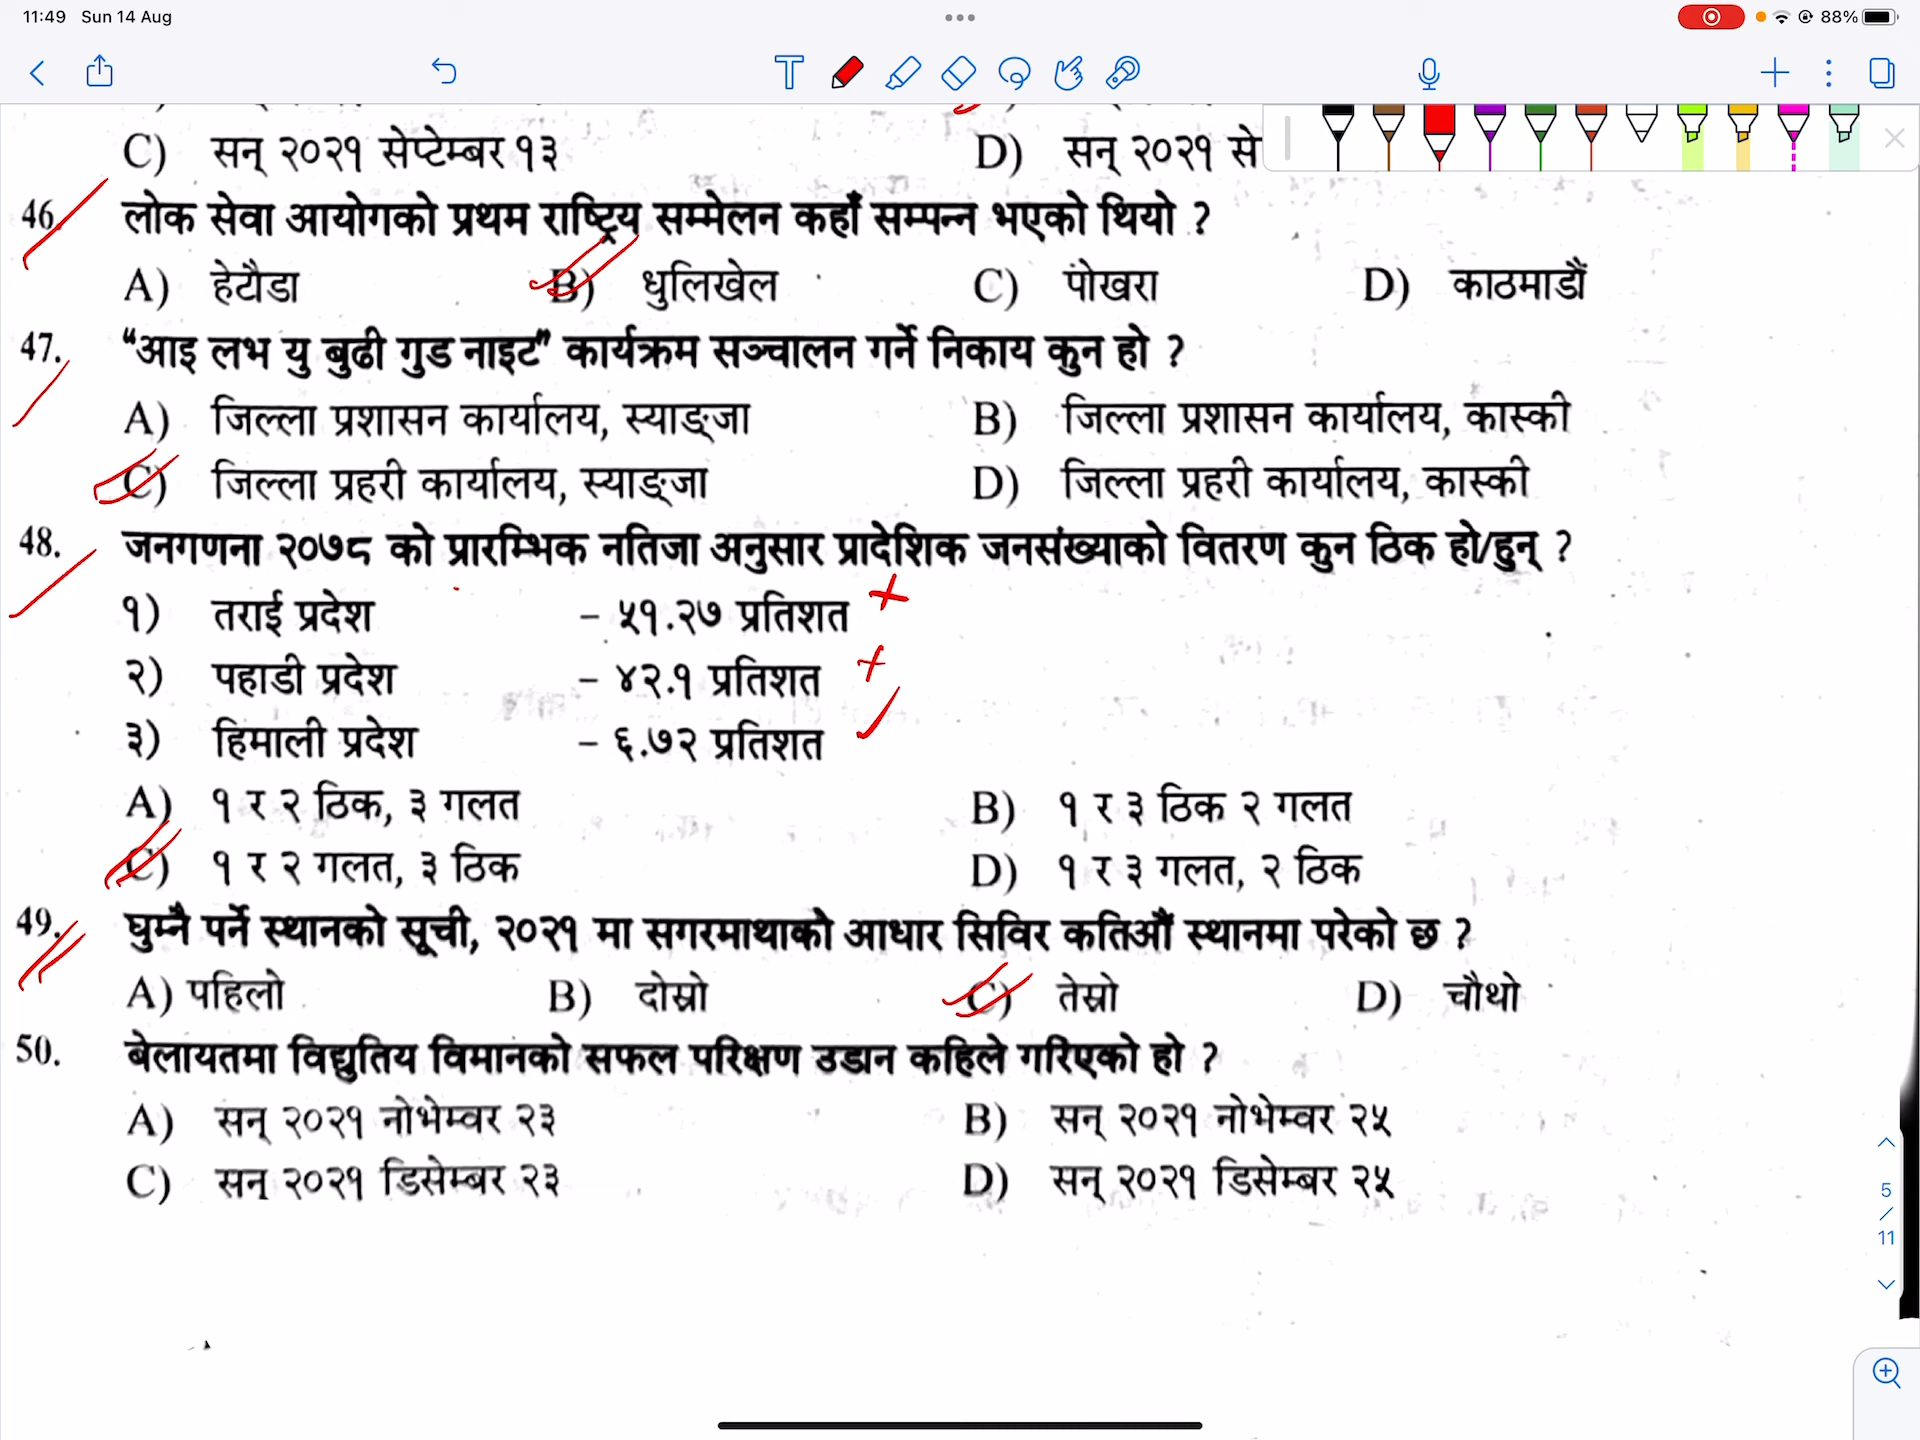 11:49 Sun 14 Aug
88%
C) सन् २०२१ सेप्टेम्बर १३ D) सन् २०२१ से
46. लोक सेवा आयोगको प्रथम राष्ट्रिय सम्मेलन कहाँ सम्पन्न भएको थियो ?
A) हेटौडा B) धुलिखेल C) पोखरा D) काठमाडौं
47. “आइ लभ यु बुढी गुड नाइट” कार्यक्रम सञ्चालन गर्ने निकाय कुन हो ?
A) जिल्ला प्रशासन कार्यालय, स्याङ्जा B) जिल्ला प्रशासन कार्यालय, कास्की
C) जिल्ला प्रहरी कार्यालय, स्याङ्जा D) जिल्ला प्रहरी कार्यालय, कास्की
48. जनगणना २०७८ को प्रारम्भिक नतिजा अनुसार प्रादेशिक जनसंख्याको वितरण कुन ठिक हो/हुन् ?
१) तराई प्रदेश – ५१.२७ प्रतिशत
२) पहाडी प्रदेश – ४२.१ प्रतिशत
३) हिमाली प्रदेश – ६.७२ प्रतिशत
A) १ र २ ठिक, ३ गलत B) १ र ३ ठिक २ गलत
C) १ र २ गलत, ३ ठिक D) १ र ३ गलत, २ ठिक
49. घुम्नै पर्ने स्थानको सूची, २०२१ मा सगरमाथाको आधार सिविर कतिऔं स्थानमा परेको छ ?
A) पहिलो B) दोस्रो C) तेस्रो D) चौथो
50. बेलायतमा विद्युतिय विमानको सफल परिक्षण उडान कहिले गरिएको हो ?
A) सन् २०२१ नोभेम्वर २३ B) सन् २०२१ नोभेम्वर २५
C) सन् २०२१ डिसेम्बर २३ D) सन् २०२१ डिसेम्बर २५
5
/
11